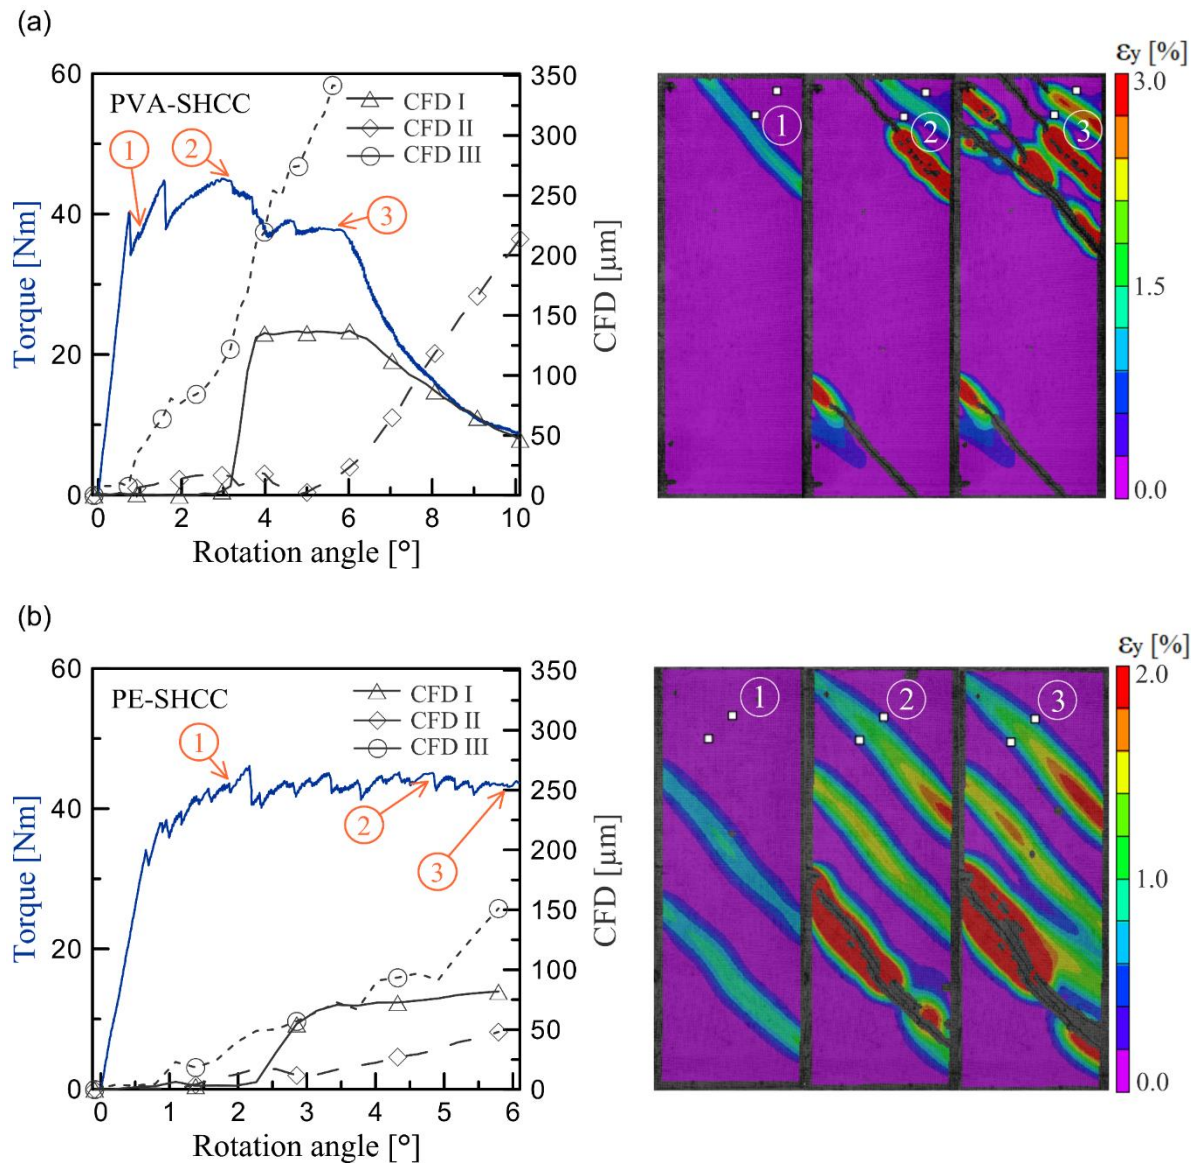 (a)
PVA-SHCC
CFD I
CFD II
CFD III
1
2
3
60
40
20
0
Torque [Nm]
350
300
250
200
150
100
50
0
CFD [μm]
0 2 4 6 8 10
Rotation angle [°]
1 2 3
εy [%]
3.0
1.5
0.0
(b)
PE-SHCC
CFD I
CFD II
CFD III
1
2
3
60
40
20
0
Torque [Nm]
350
300
250
200
150
100
50
0
CFD [μm]
0 1 2 3 4 5 6
Rotation angle [°]
1 2 3
εy [%]
2.0
1.0
0.0